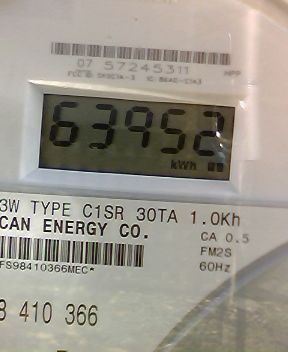 07 57245311
63952
kWh
3W TYPE C1SR 30TA 1.0Kh
CAN ENERGY CO.
CA 0.5
FM2S
60Hz
FS98410366MEC*
8 410 366